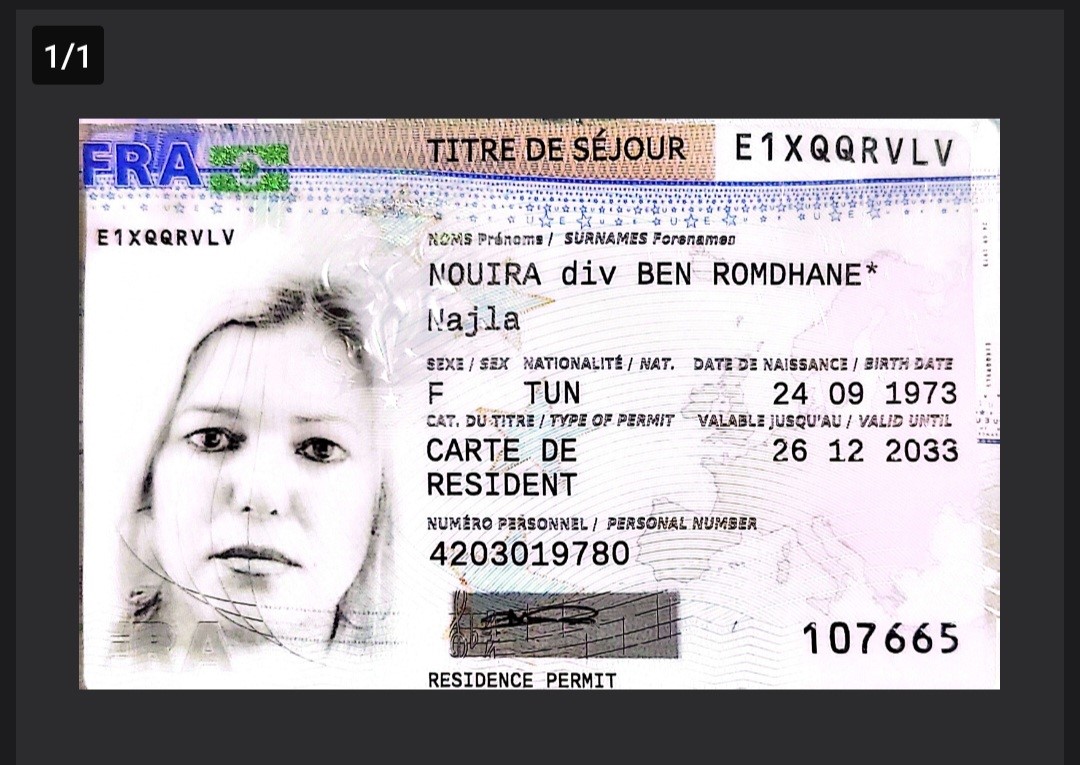 1/1
FRA
TITRE DE SÉJOUR
E1XQQRVLV
E1XQQRVLV
NOMS Prénoms / SURNAMES Forenames
NOUIRA div BEN ROMDHANE*
Najla
SEXE / SEX NATIONALITÉ / NAT. DATE DE NAISSANCE / BIRTH DATE
F TUN 24 09 1973
CAT. DU TITRE / TYPE OF PERMIT VALABLE JUSQU'AU / VALID UNTIL
CARTE DE 26 12 2033
RESIDENT
NUMÉRO PERSONNEL / PERSONAL NUMBER
4203019780
107665
RESIDENCE PERMIT